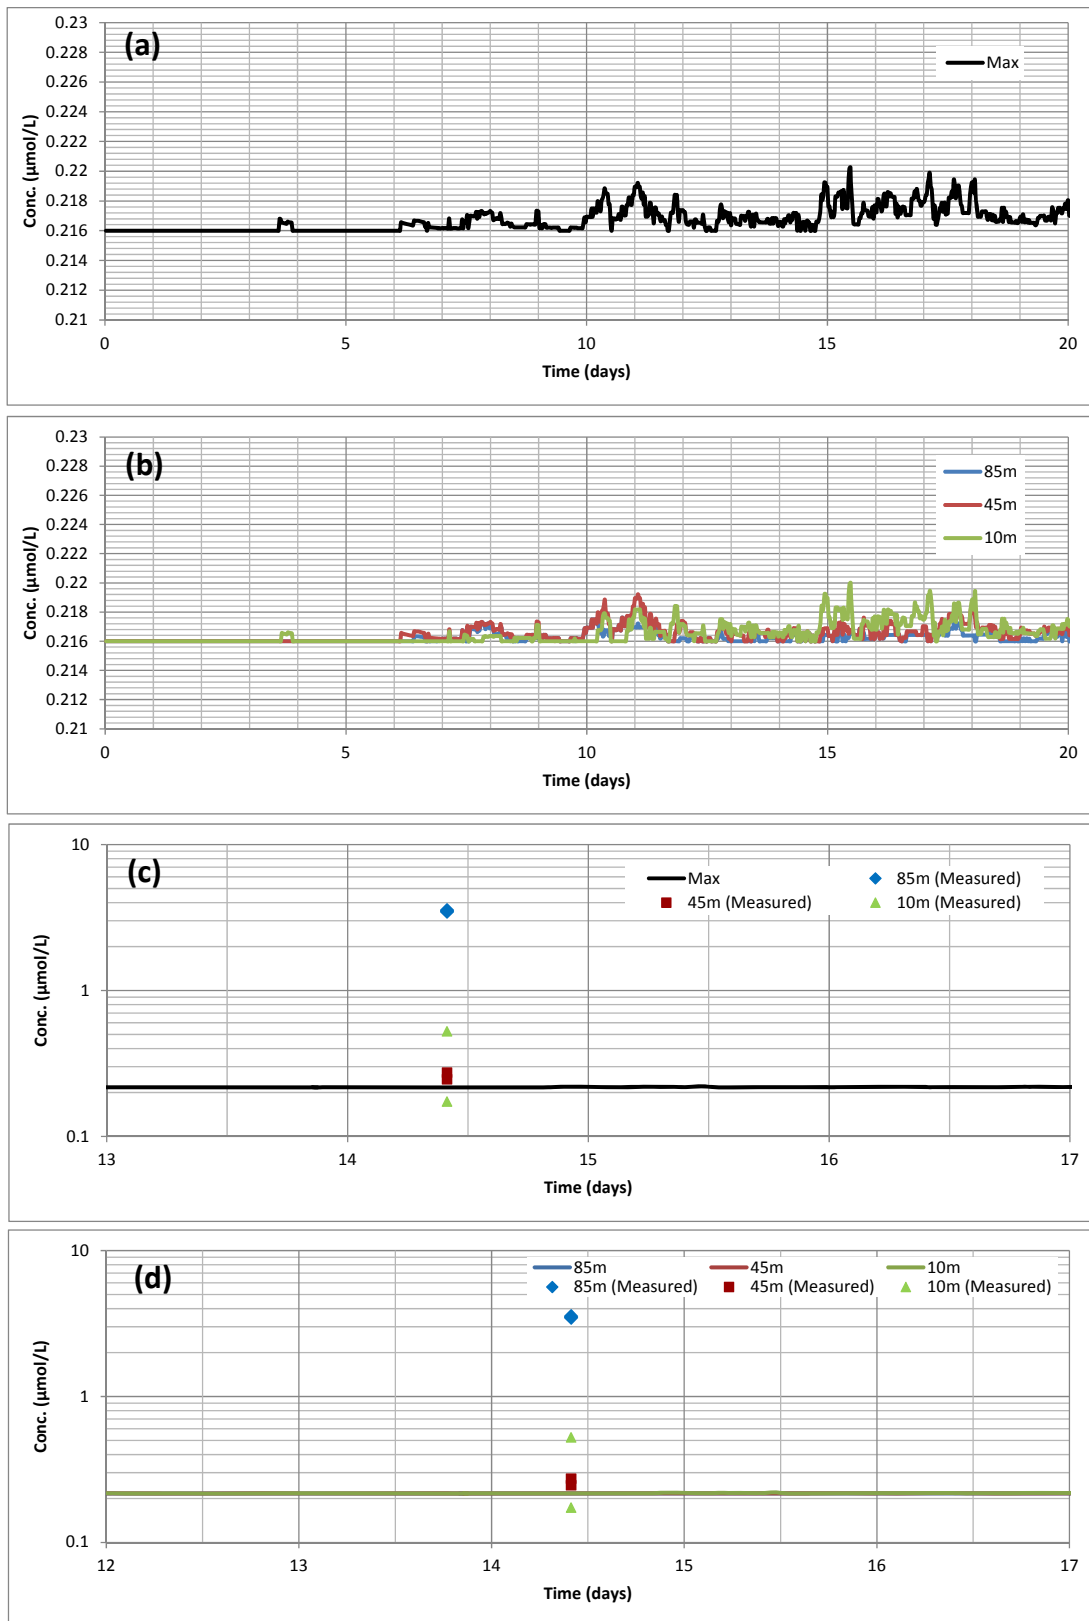 (a)
Conc. (µmol/L)
0.23
0.228
0.226
0.224
0.222
0.22
0.218
0.216
0.214
0.212
0.21
Max
0 5 10 15 20
Time (days)
(b)
Conc. (µmol/L)
0.23
0.228
0.226
0.224
0.222
0.22
0.218
0.216
0.214
0.212
0.21
85m
45m
10m
0 5 10 15 20
Time (days)
(c)
Conc. (µmol/L)
10
1
0.1
Max 85m (Measured)
45m (Measured) 10m (Measured)
13 14 15 16 17
Time (days)
(d)
Conc. (µmol/L)
10
1
0.1
85m 45m 10m
85m (Measured) 45m (Measured) 10m (Measured)
12 13 14 15 16 17
Time (days)